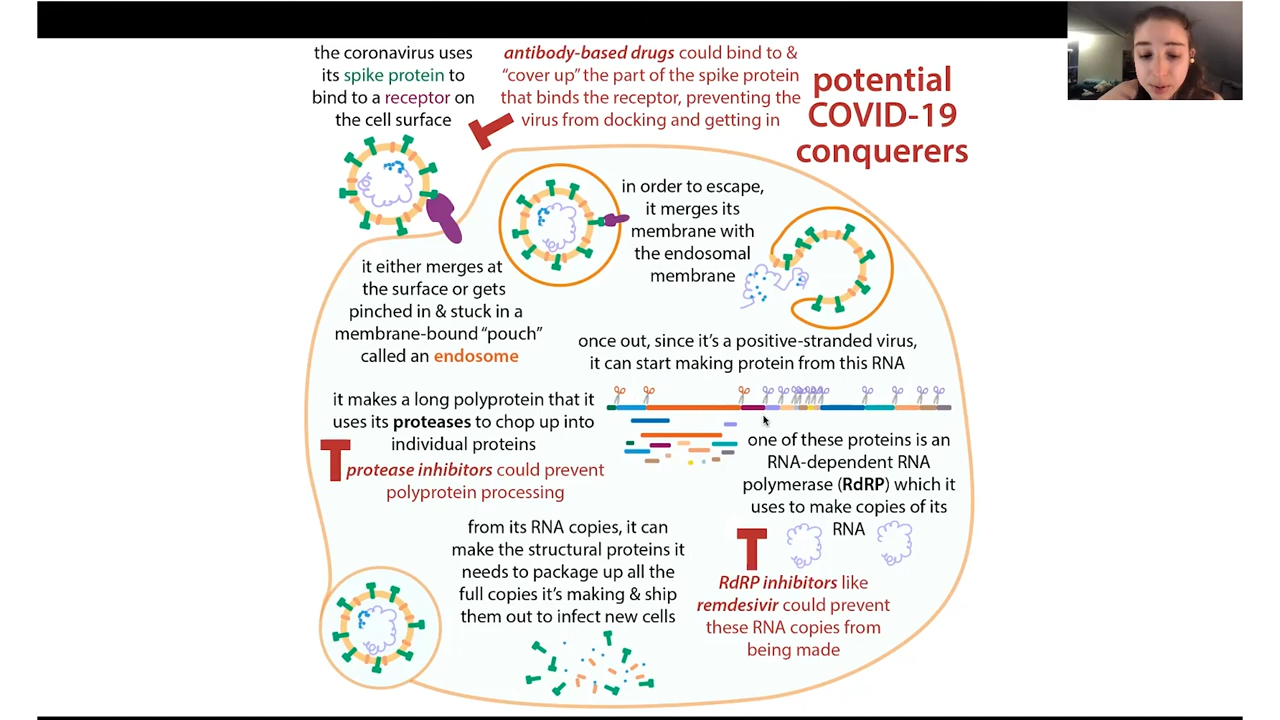 the coronavirus uses
its spike protein to
bind to a receptor on
the cell surface
antibody-based drugs could bind to &
“cover up” the part of the spike protein
that binds the receptor, preventing the
virus from docking and getting in
potential
COVID-19
conquerers
in order to escape,
it merges its
membrane with
the endosomal
membrane
it either merges at
the surface or gets
pinched in & stuck in a
membrane-bound “pouch”
called an endosome
once out, since it’s a positive-stranded virus,
it can start making protein from this RNA
it makes a long polyprotein that it
uses its proteases to chop up into
individual proteins
protease inhibitors could prevent
polyprotein processing
one of these proteins is an
RNA-dependent RNA
polymerase (RdRP) which it
uses to make copies of its
RNA
RdRP inhibitors like
remdesivir could prevent
these RNA copies from
being made
from its RNA copies, it can
make the structural proteins it
needs to package up all the
full copies it’s making & ship
them out to infect new cells